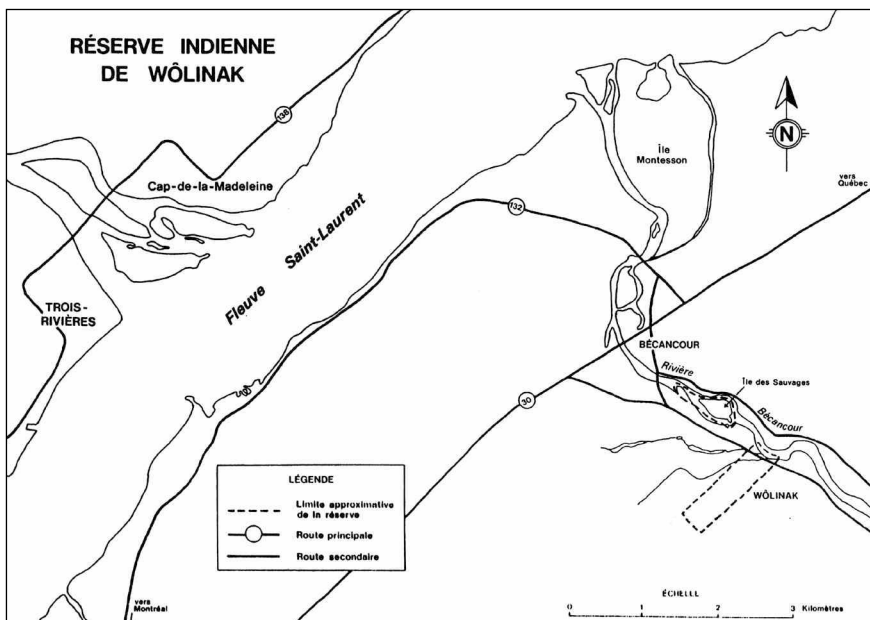 RÉSERVE INDIENNE
DE WÔLINAK
138
Cap-de-la-Madeleine
Île
Montesson
N
vers
Québec
132
Fleuve Saint-Laurent
TROIS-
RIVIÈRES
BÉCANCOUR
Rivière
Île des Sauvages
Bécancour
30
WÔLINAK
LÉGENDE
Limite approximative
de la réserve
Route principale
Route secondaire
vers
Montréal
ÉCHELLE
0 1 2 3 Kilomètres